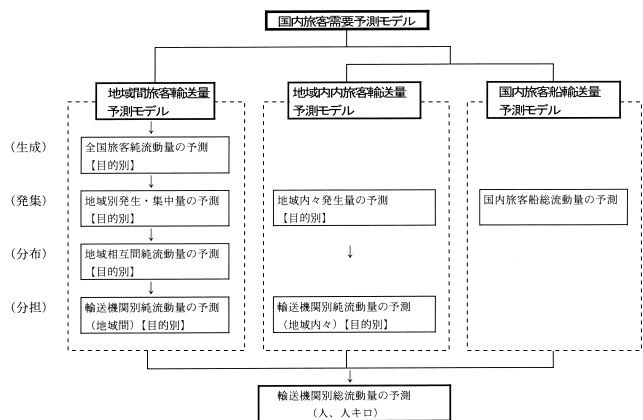 国内旅客需要予測モデル
地域間旅客輸送量
予測モデル
地域内内旅客輸送量
予測モデル
国内旅客船輸送量
予測モデル
(生成)
全国旅客純流動量の予測
【目的別】
(発集)
地域別発生・集中量の予測
【目的別】
地域内々発生量の予測
【目的別】
国内旅客船総流動量の予測
(分布)
地域相互間純流動量の予測
【目的別】
(分担)
輸送機関別純流動量の予測
(地域間)【目的別】
輸送機関別純流動量の予測
(地域内々)【目的別】
輸送機関別総流動量の予測
(人、人キロ)